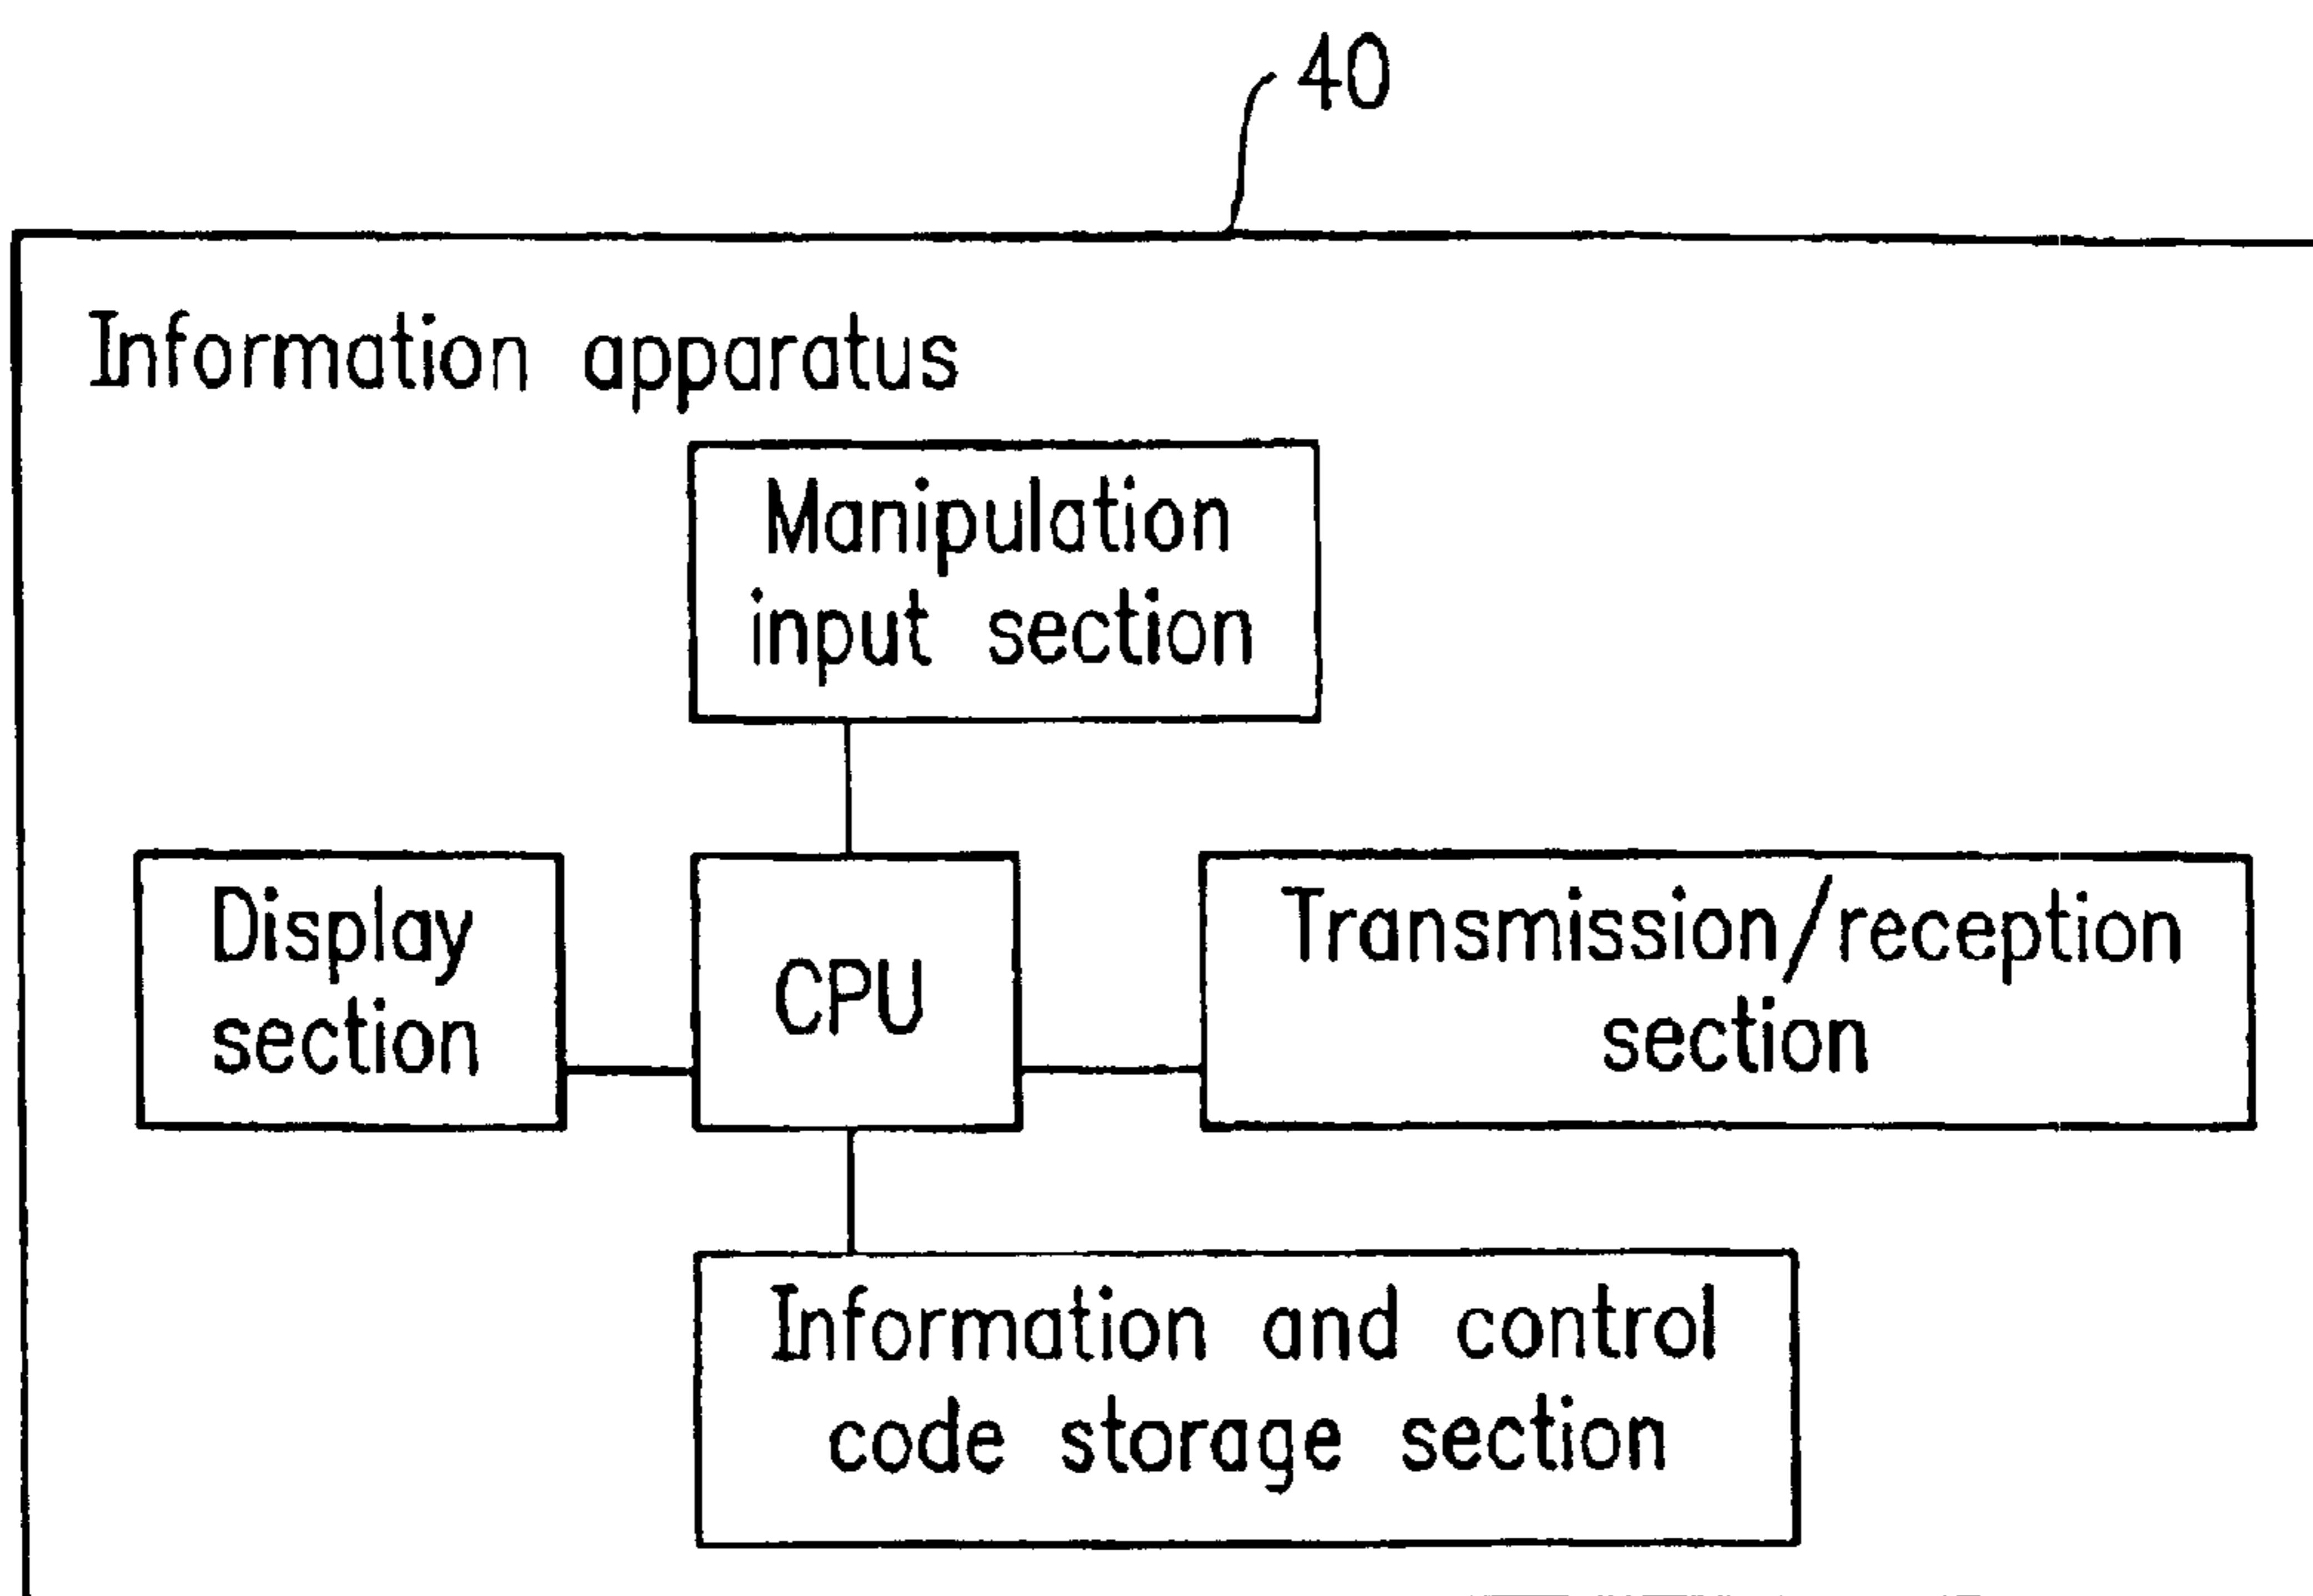 40
Information apparatus
Manipulation
input section
Display
section
CPU
Transmission/reception
section
Information and control
code storage section